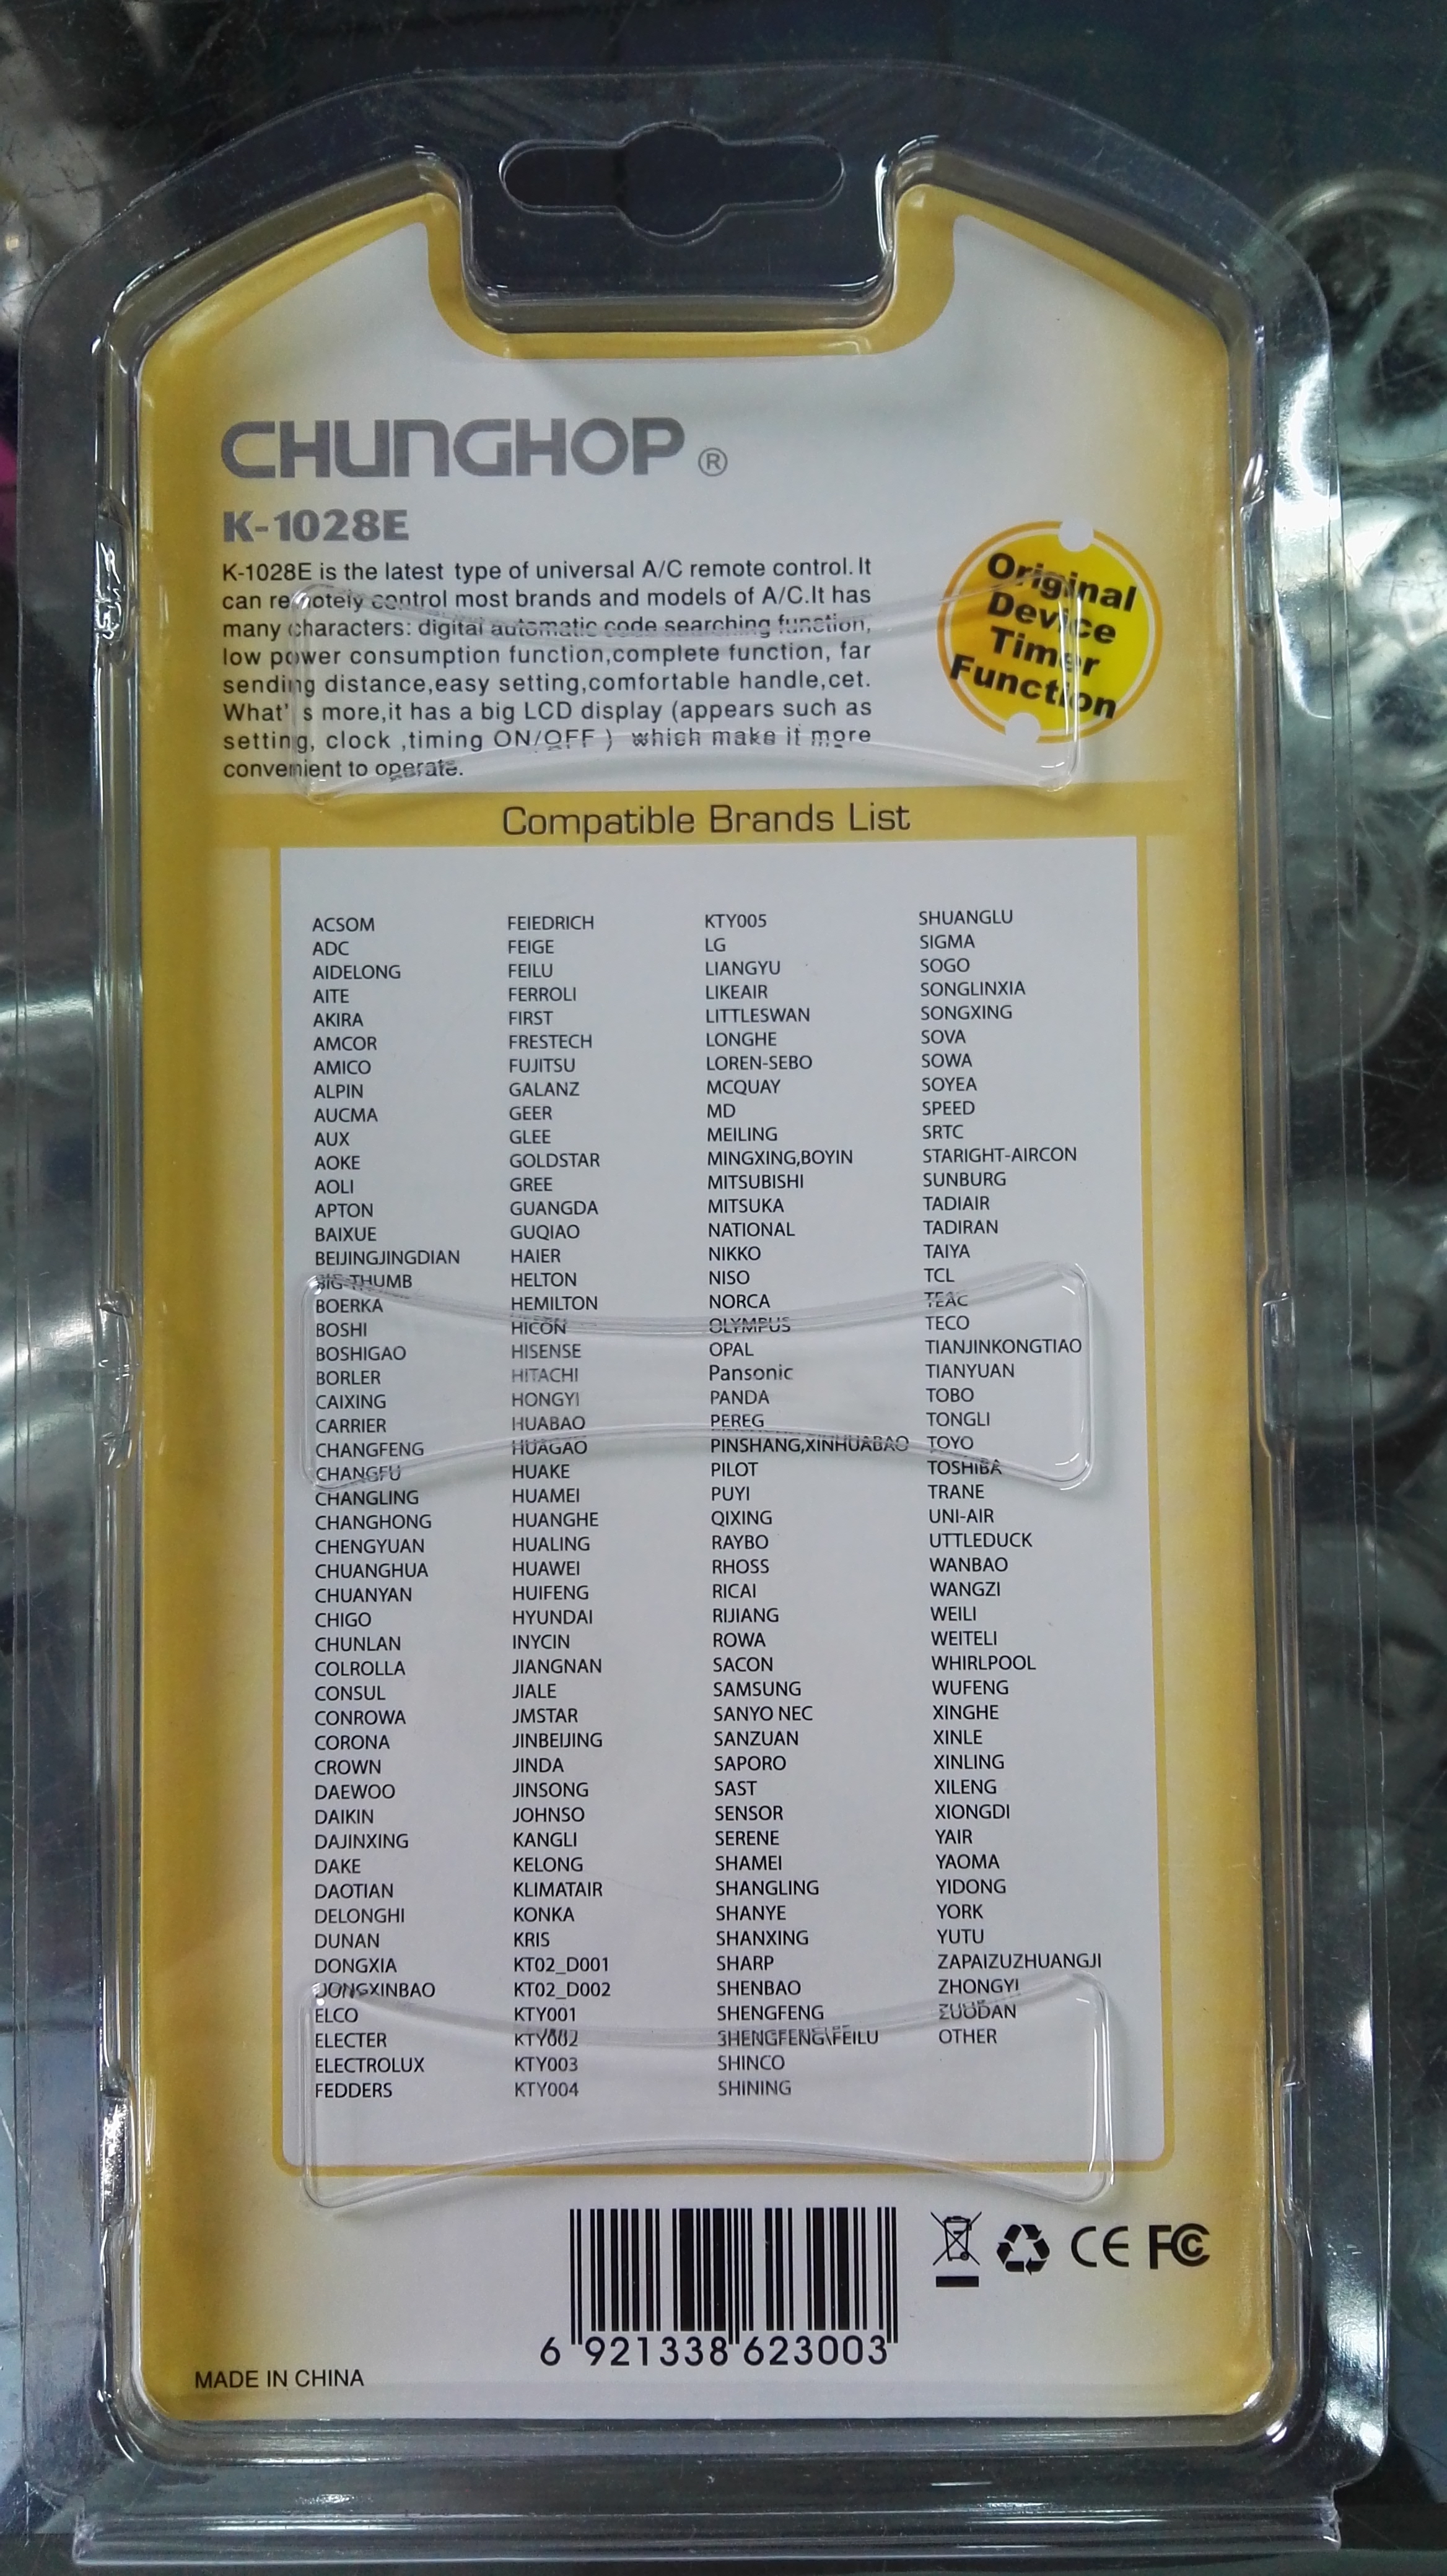 CHUNGHOP ®
K-1028E
K-1028E is the latest type of universal A/C remote control. It
can remotely control most brands and models of A/C.It has
many characters: digital automatic code searching function,
low power consumption function,complete function, far
sending distance,easy setting,comfortable handle,cet.
What' s more,it has a big LCD display (appears such as
setting, clock ,timing ON/OFF ) which make it more
convenient to operate.
Original
Device
Timer
Function
Compatible Brands List
ACSOM
ADC
AIDELONG
AITE
AKIRA
AMCOR
AMICO
ALPIN
AUCMA
AUX
AOKE
AOLI
APTON
BAIXUE
BEIJINGJINGDIAN
BIG-THUMB
BOERKA
BOSHI
BOSHIGAO
BORLER
CAIXING
CARRIER
CHANGFENG
CHANGFU
CHANGLING
CHANGHONG
CHENGYUAN
CHUANGHUA
CHUANYAN
CHIGO
CHUNLAN
COLROLLA
CONSUL
CONROWA
CORONA
CROWN
DAEWOO
DAIKIN
DAJINXING
DAKE
DAOTIAN
DELONGHI
DUNAN
DONGXIA
DONGXINBAO
ELCO
ELECTER
ELECTROLUX
FEDDERS
FEIEDRICH
FEIGE
FEILU
FERROLI
FIRST
FRESTECH
FUJITSU
GALANZ
GEER
GLEE
GOLDSTAR
GREE
GUANGDA
GUQIAO
HAIER
HELTON
HEMILTON
HICON
HISENSE
HITACHI
HONGYI
HUABAO
HUAGAO
HUAKE
HUAMEI
HUANGHE
HUALING
HUAWEI
HUIFENG
HYUNDAI
INYCIN
JIANGNAN
JIALE
JMSTAR
JINBEIJING
JINDA
JINSONG
JOHNSO
KANGLI
KELONG
KLIMATAIR
KONKA
KRIS
KT02_D001
KT02_D002
KTY001
KTY002
KTY003
KTY004
KTY005
LG
LIANGYU
LIKEAIR
LITTLESWAN
LONGHE
LOREN-SEBO
MCQUAY
MD
MEILING
MINGXING,BOYIN
MITSUBISHI
MITSUKA
NATIONAL
NIKKO
NISO
NORCA
OLYMPUS
OPAL
Pansonic
PANDA
PEREG
PINSHANG,XINHUABAO
PILOT
PUYI
QIXING
RAYBO
RHOSS
RICAI
RIJIANG
ROWA
SACON
SAMSUNG
SANYO NEC
SANZUAN
SAPORO
SAST
SENSOR
SERENE
SHAMEI
SHANGLING
SHANYE
SHANXING
SHARP
SHENBAO
SHENGFENG
SHENGFENG\FEILU
SHINCO
SHINING
SHUANGLU
SIGMA
SOGO
SONGLINXIA
SONGXING
SOVA
SOWA
SOYEA
SPEED
SRTC
STARIGHT-AIRCON
SUNBURG
TADIAIR
TADIRAN
TAIYA
TCL
TEAC
TECO
TIANJINKONGTIAO
TIANYUAN
TOBO
TONGLI
TOYO
TOSHIBA
TRANE
UNI-AIR
UTTLEDUCK
WANBAO
WANGZI
WEILI
WEITELI
WHIRLPOOL
WUFENG
XINGHE
XINLE
XINLING
XILENG
XIONGDI
YAIR
YAOMA
YIDONG
YORK
YUTU
ZAPAIZUZHUANGJI
ZHONGYI
ZUODAN
OTHER
CE FC
6 921338 623003
MADE IN CHINA